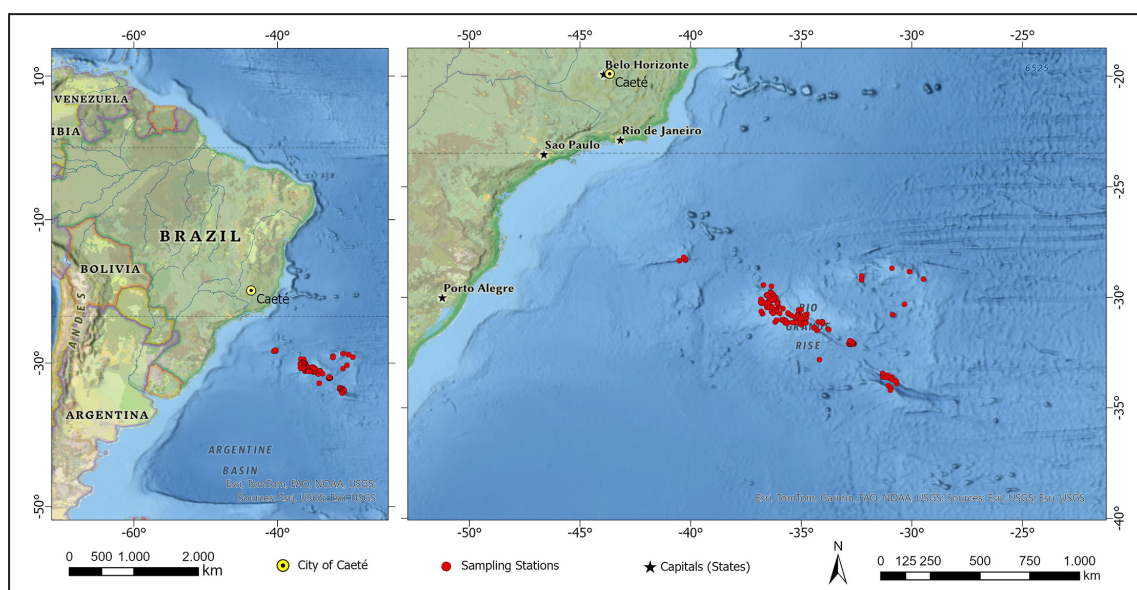 -60° -40°
10°
-10°
-30°
-50°
VENEZUELA
IBIA
BRAZIL
BOLIVIA
ANDES
Caeté
ARGENTINA
ARGENTINE
BASIN
Esri, TomTom, FAO, NOAA, USGS;
Sources: Esri, USGS; Esri, USGS
-60° -40°
-50° -45° -40° -35° -30° -25°
-20°
-25°
-30°
-35°
-40°
6525
Belo Horizonte
Caeté
Rio de Janeiro
Sao Paulo
Porto Alegre
RIO
GRANDE
RISE
Esri, TomTom, Garmin, FAO, NOAA, USGS; Sources: Esri, USGS; Esri, USGS
-50° -45° -40° -35° -30° -25°
0 500 1.000 2.000
km
City of Caeté
Sampling Stations
Capitals (States)
N
0 125 250 500 750 1.000
km